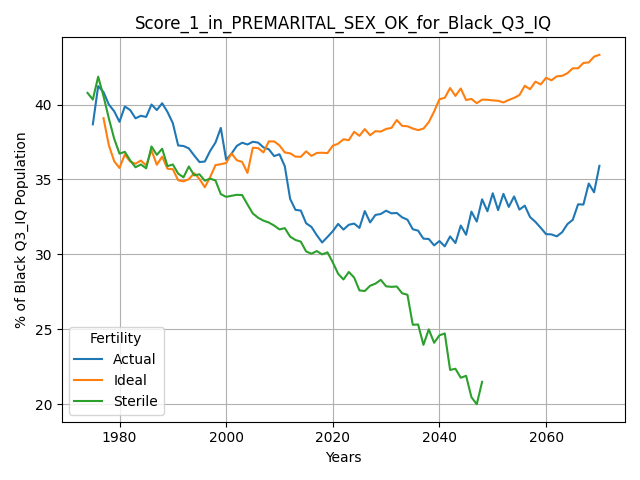 Score_1_in_PREMARITAL_SEX_OK_for_Black_Q3_IQ
% of Black Q3_IQ Population
40
35
30
25
20
Fertility
Actual
Ideal
Sterile
1980 2000 2020 2040 2060
Years